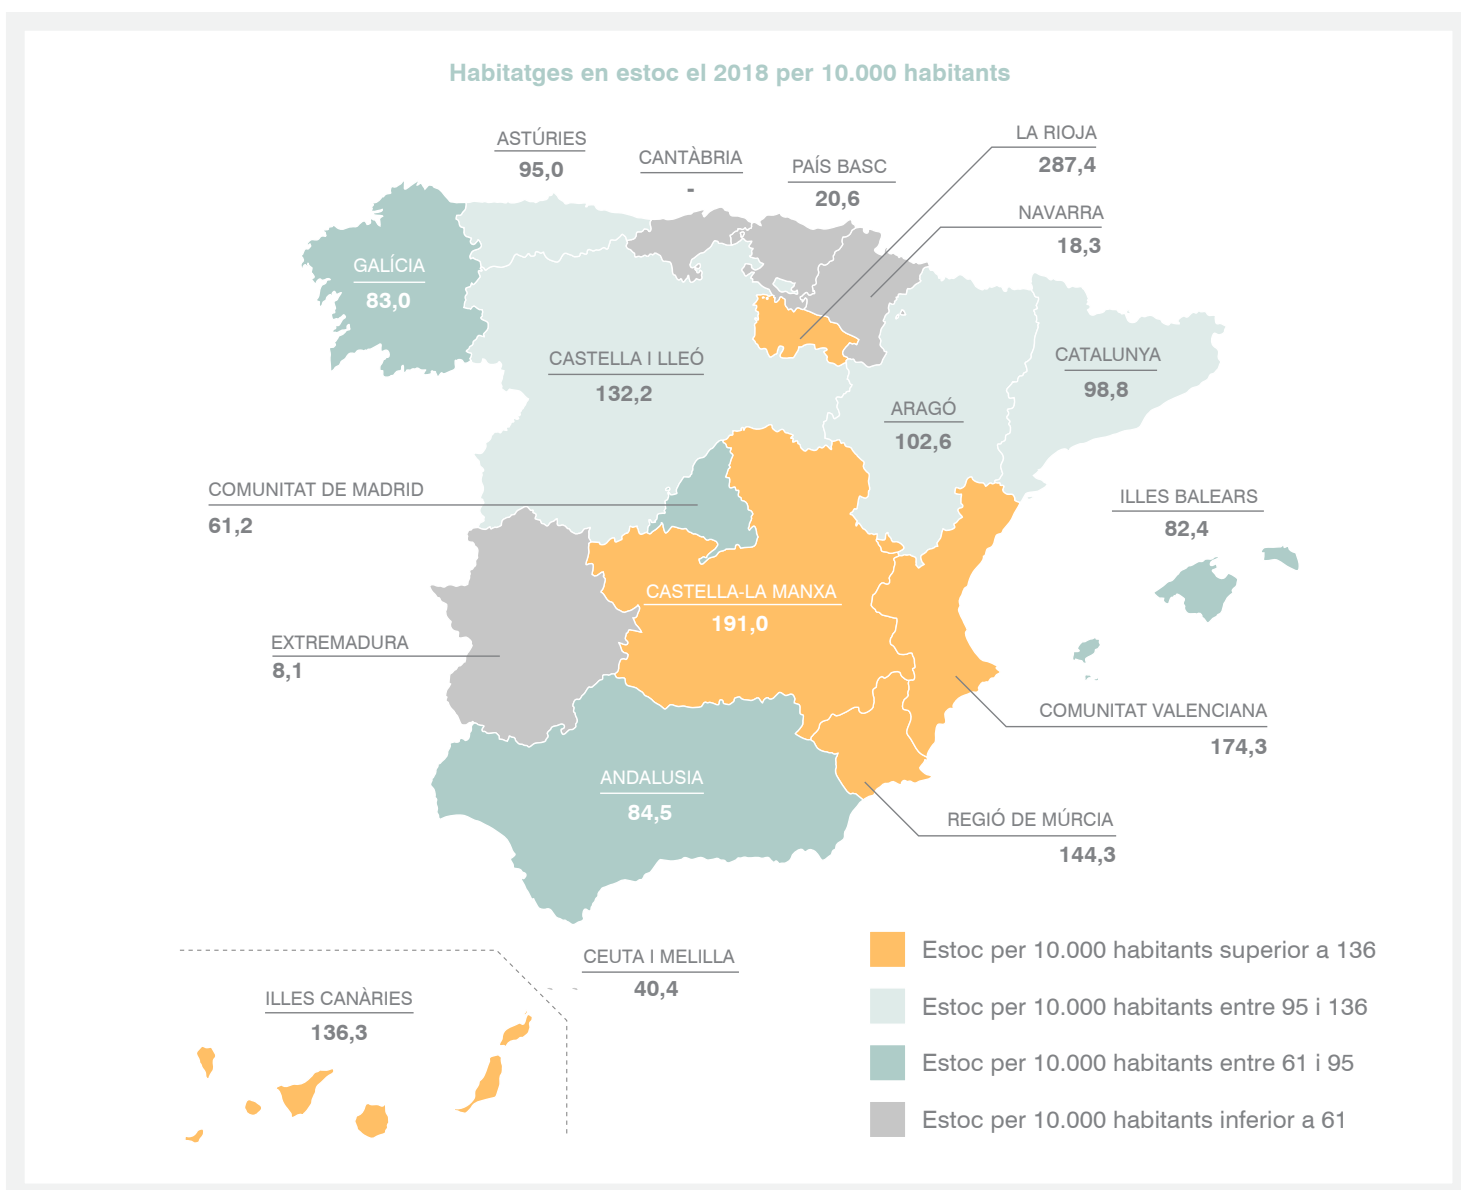 Habitatges en estoc el 2018 per 10.000 habitants
ASTÚRIES
95,0
CANTÀBRIA
-
PAÍS BASC
20,6
LA RIOJA
287,4
NAVARRA
18,3
GALÍCIA
83,0
CASTELLA I LLEÓ
132,2
CATALUNYA
98,8
ARAGÓ
102,6
COMUNITAT DE MADRID
61,2
ILLES BALEARS
82,4
CASTELLA-LA MANXA
191,0
EXTREMADURA
8,1
COMUNITAT VALENCIANA
174,3
ANDALUSIA
84,5
REGIÓ DE MÚRCIA
144,3
CEUTA I MELILLA
40,4
ILLES CANÀRIES
136,3
Estoc per 10.000 habitants superior a 136
Estoc per 10.000 habitants entre 95 i 136
Estoc per 10.000 habitants entre 61 i 95
Estoc per 10.000 habitants inferior a 61